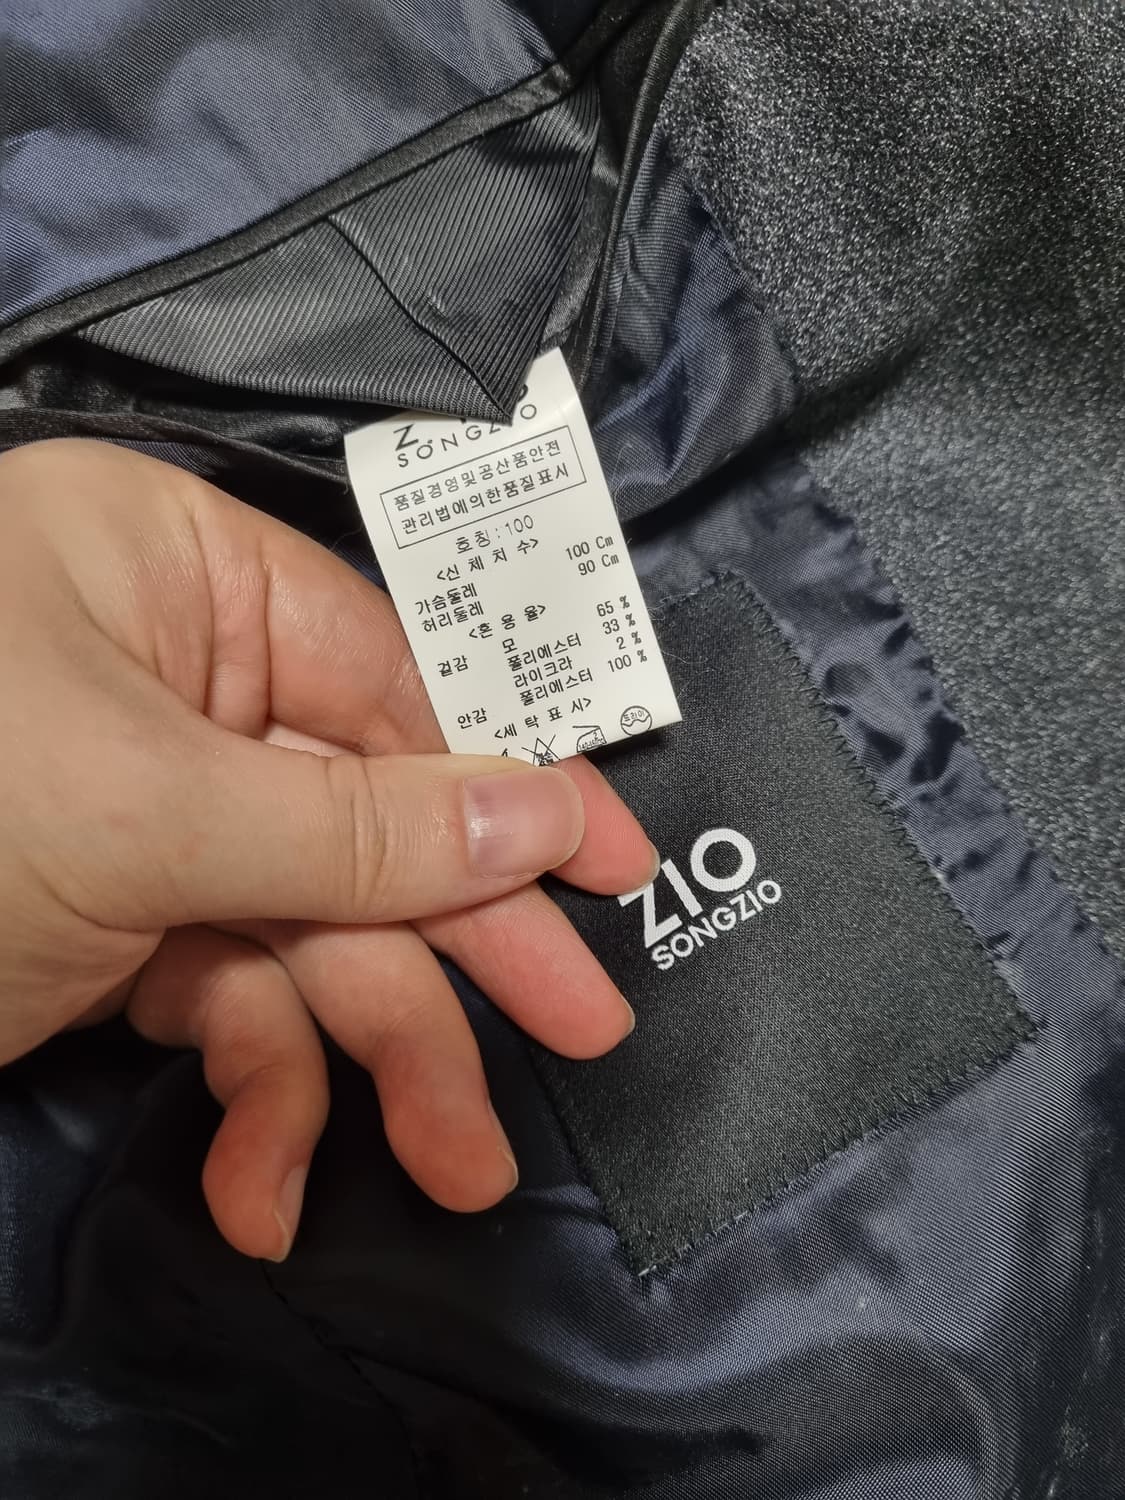 SONGZIO
품질경영및공산품안전
관리법에의한품질표시
호칭:100
<신 체 치 수>
가슴둘레 100 Cm
허리둘레 90 Cm
<혼 용 율>
겉감 모 65 %
폴리에스터 33 %
라이크라 2 %
안감 폴리에스터 100 %
<세 탁 표 시>
드라이
ZIO
SONGZIO